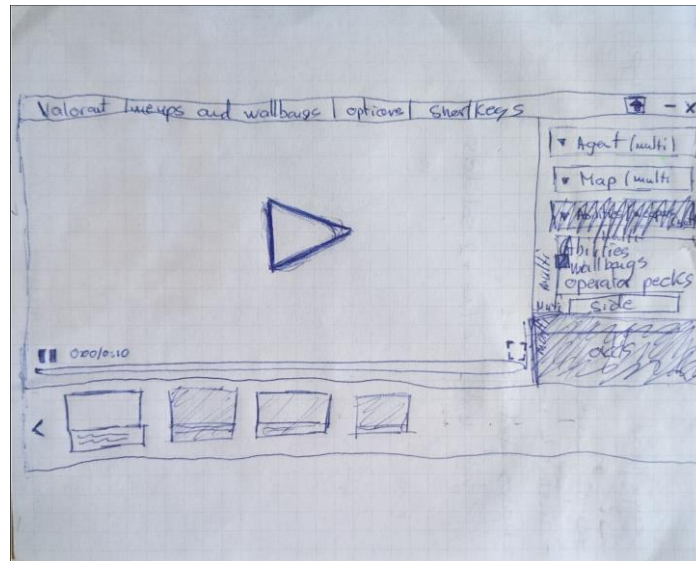 Valorant lineups and wallbangs | options | Shortkeys - x
▾ Agent (multi)
▾ Map (multi
Abilities
wallbangs
operator pecks
multi
Multi
side
0:00/0:10
ads
<